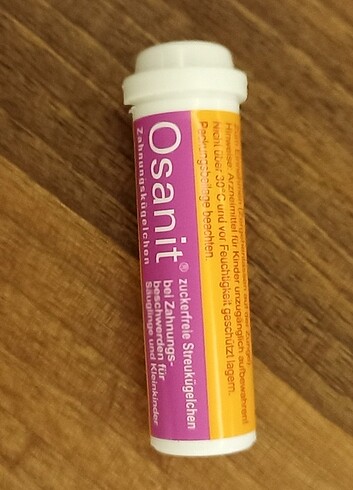 Osanit®
Zahnungskügelchen
zuckerfreie Streukügelchen
bei Zahnungs-
beschwerden für
Säuglinge und Kleinkinder
Hinweise: Arzneimittel für Kinder unzugänglich aufbewahren!
Nicht über 30°C und vor Feuchtigkeit geschützt lagern.
Packungsbeilage beachten.